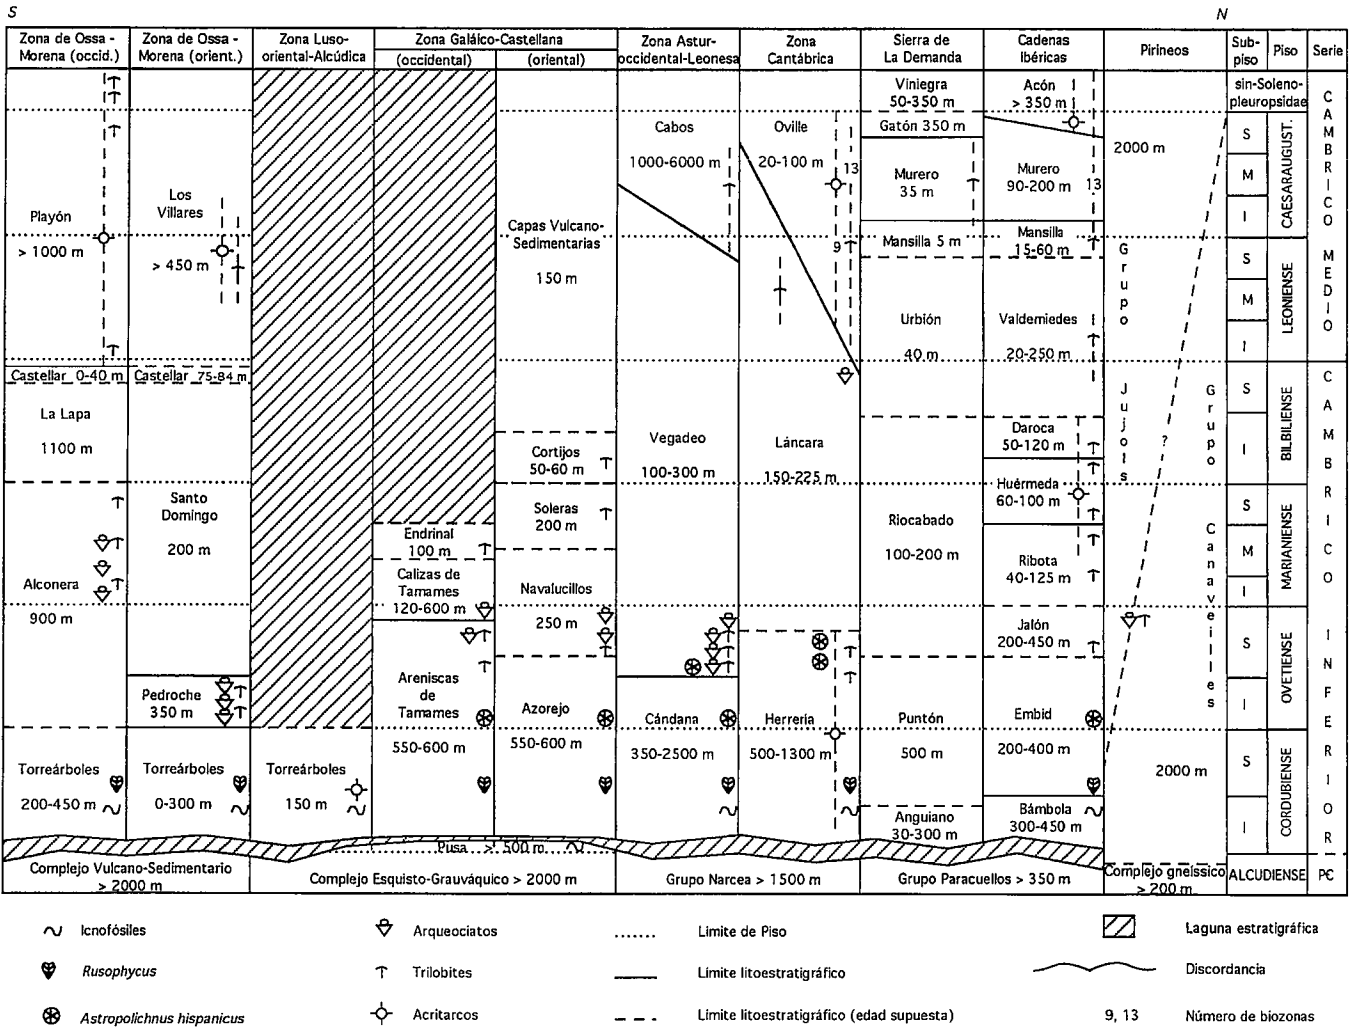 S
N
Zona de Ossa -
Morena (occid.)
Zona de Ossa -
Morena (orient.)
Zona Luso-
oriental-Alcúdica
Zona Galáico-Castellana
(occidental)
(oriental)
Zona Astur-
occidental-Leonesa
Zona
Cantábrica
Sierra de
La Demanda
Cadenas
Ibéricas
Pirineos
Sub-
piso
Piso
Serie
Playón
> 1000 m
Castellar 0-40 m
La Lapa
1100 m
Alconera
900 m
Torreárboles
200-450 m
Los
Villares
> 450 m
Castellar 75-84 m
Santo
Domingo
200 m
Pedroche
350 m
Torreárboles
0-300 m
Complejo Vulcano-Sedimentario
> 2000 m
Torreárboles
150 m
Endrinal
100 m
Calizas de
Tamames
120-600 m
Areniscas
de
Tamames
550-600 m
Capas Vulcano-
Sedimentarias
150 m
Cortijos
50-60 m
Soleras
200 m
Navalucillos
250 m
Azorejo
550-600 m
Pusa > 500 m
Complejo Esquisto-Grauváquico > 2000 m
Cabos
1000-6000 m
Vegadeo
100-300 m
Cándana
350-2500 m
Oville
20-100 m
13
9
Láncara
150-225 m
Herrería
500-1300 m
Grupo Narcea > 1500 m
Viniegra
50-350 m
Gatón 350 m
Murero
35 m
Mansilla 5 m
Urbión
40 m
Riocabado
100-200 m
Puntón
500 m
Anguiano
30-300 m
Acón
> 350 m
Murero
90-200 m
13
Mansilla
15-60 m
Valdemiedes
20-250 m
Daroca
50-120 m
Huérmeda
60-100 m
Ribota
40-125 m
Jalón
200-450 m
Embid
200-400 m
Bámbola
300-450 m
Grupo Paracuellos > 350 m
2000 m
Grupo
Jujols
?
Grupo
Canaveilles
2000 m
Complejo gneissico
> 200 m
sin-Soleno-
pleuropsidae
S
M
I
CAESARAUGUST.
S
M
I
LEONIENSE
S
I
BILBILIENSE
S
M
I
MARIANIENSE
S
I
OVETIENSE
S
I
CORDUBIENSE
ALCUDIENSE
CAMBRICO
MEDIO
CAMBRICO
INFERIOR
PЄ
Icnofósiles
Rusophycus
Astropolichnus hispanicus
Arqueociatos
Trilobites
Acritarcos
Límite de Piso
Límite litoestratigráfico
Límite litoestratigráfico (edad supuesta)
Laguna estratigráfica
Discordancia
9, 13 Número de biozonas